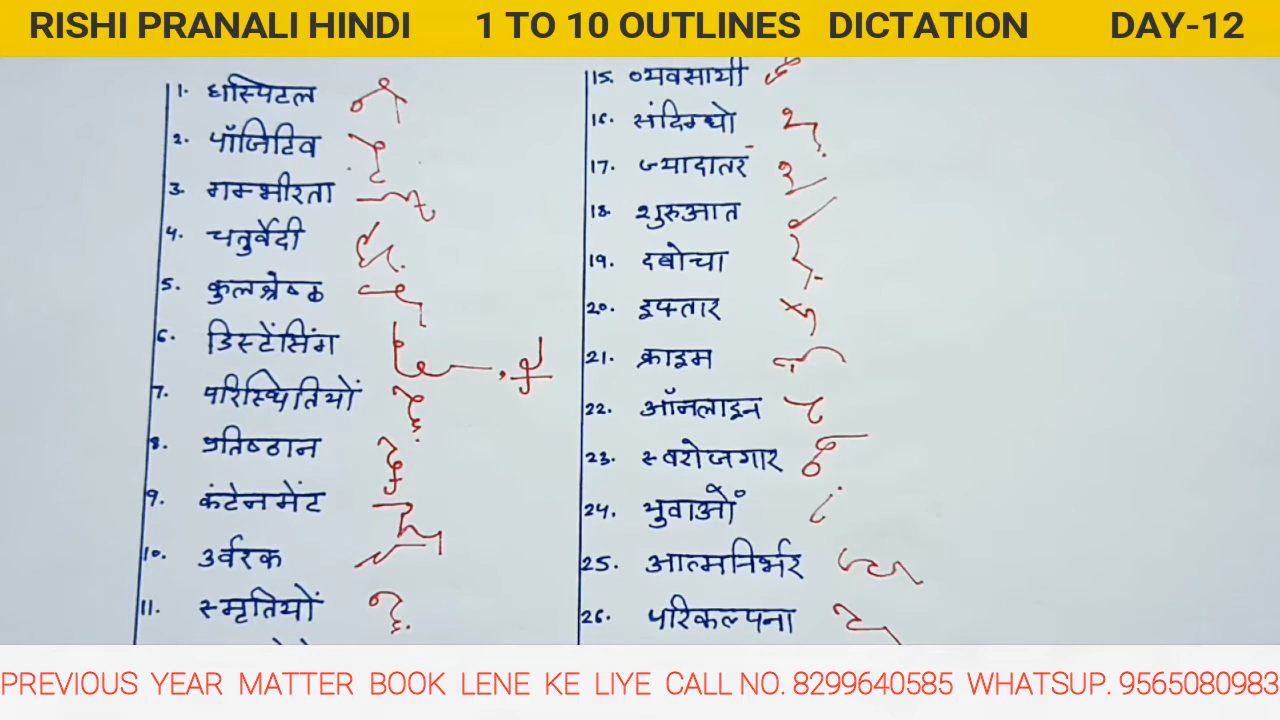 RISHI PRANALI HINDI 1 TO 10 OUTLINES DICTATION DAY-12
1. हास्पिटल
2. पॉजिटिव
3. गम्भीरता
4. चतुर्वेदी
5. कुलश्रेष्ठ
6. डिस्टेंसिंग
7. परिस्थितियों
8. प्रतिष्ठान
9. कंटेनमेंट
10. उर्वरक
11. स्मृतियों
15. व्यवसायी
16. संदिग्धो
17. ज्यादातर
18. शुरुआत
19. दबोचा
20. इफ्तार
21. क्राइम
22. ऑनलाइन
23. स्वरोजगार
24. युवाओं
25. आत्मनिर्भर
26. परिकल्पना
PREVIOUS YEAR MATTER BOOK LENE KE LIYE CALL NO. 8299640585 WHATSUP. 9565080983